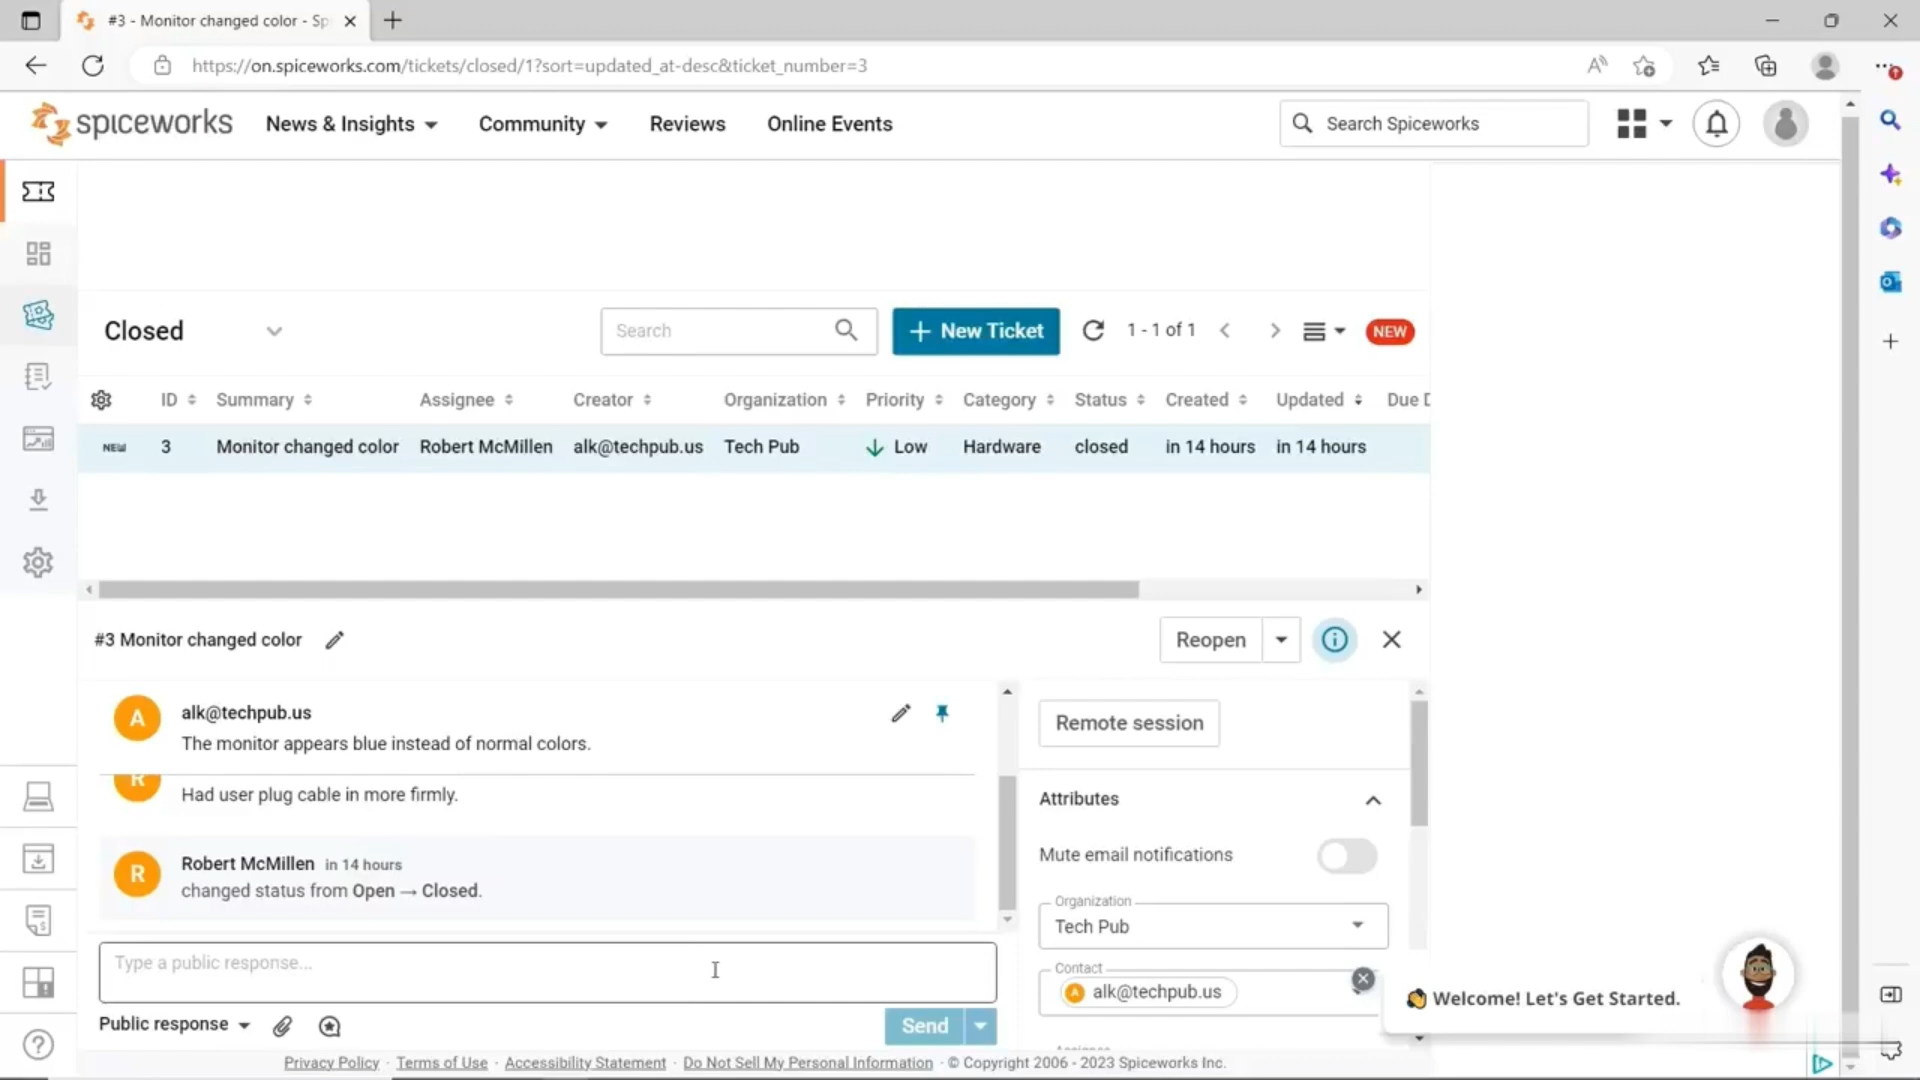 #3 - Monitor changed color - Sp
https://on.spiceworks.com/tickets/closed/1?sort=updated_at-desc&ticket_number=3
spiceworks News & Insights Community Reviews Online Events Search Spiceworks
Closed Search + New Ticket 1 - 1 of 1 NEW
ID Summary Assignee Creator Organization Priority Category Status Created Updated Due D
NEW 3 Monitor changed color Robert McMillen alk@techpub.us Tech Pub Low Hardware closed in 14 hours in 14 hours
#3 Monitor changed color Reopen
A alk@techpub.us
The monitor appears blue instead of normal colors.
R
Had user plug cable in more firmly.
R Robert McMillen in 14 hours
changed status from Open → Closed.
Type a public response...
Public response Send
Remote session
Attributes
Mute email notifications
Organization
Tech Pub
Contact
A alk@techpub.us
👋 Welcome! Let's Get Started.
Privacy Policy · Terms of Use · Accessibility Statement · Do Not Sell My Personal Information · © Copyright 2006 - 2023 Spiceworks Inc.